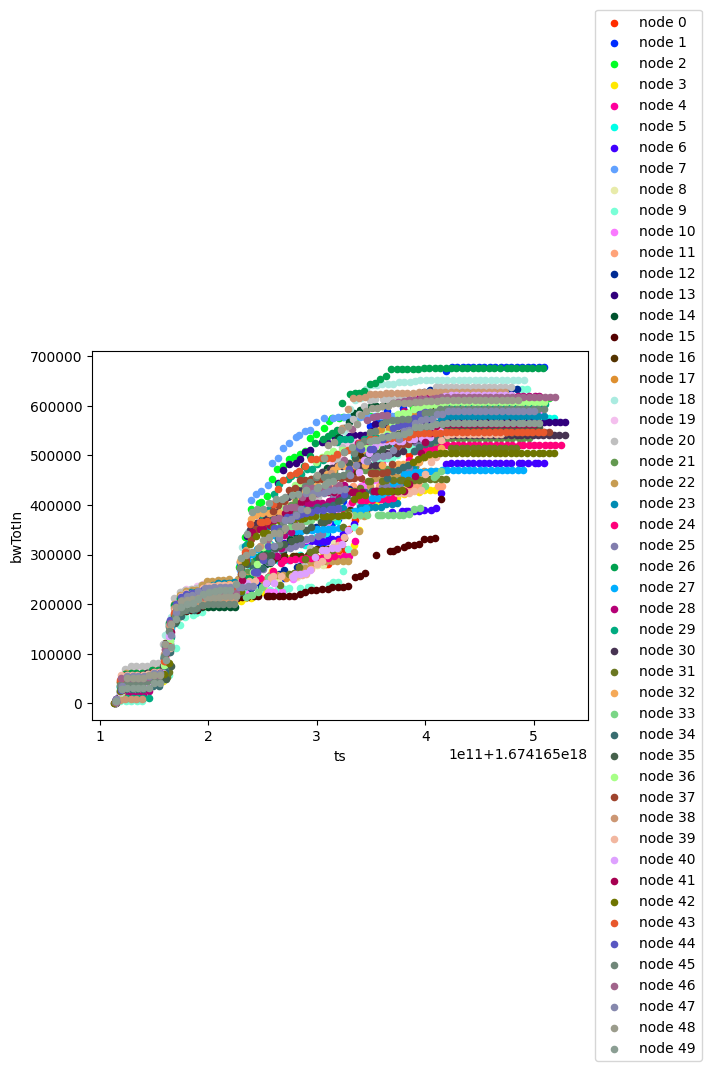 node 0
node 1
node 2
node 3
node 4
node 5
node 6
node 7
node 8
node 9
node 10
node 11
node 12
node 13
node 14
node 15
node 16
node 17
node 18
node 19
node 20
node 21
node 22
node 23
node 24
node 25
node 26
node 27
node 28
node 29
node 30
node 31
node 32
node 33
node 34
node 35
node 36
node 37
node 38
node 39
node 40
node 41
node 42
node 43
node 44
node 45
node 46
node 47
node 48
node 49
700000
600000
500000
400000
300000
200000
100000
0
bwTotIn
1 2 3 4 5
1e11+1.674165e18
ts